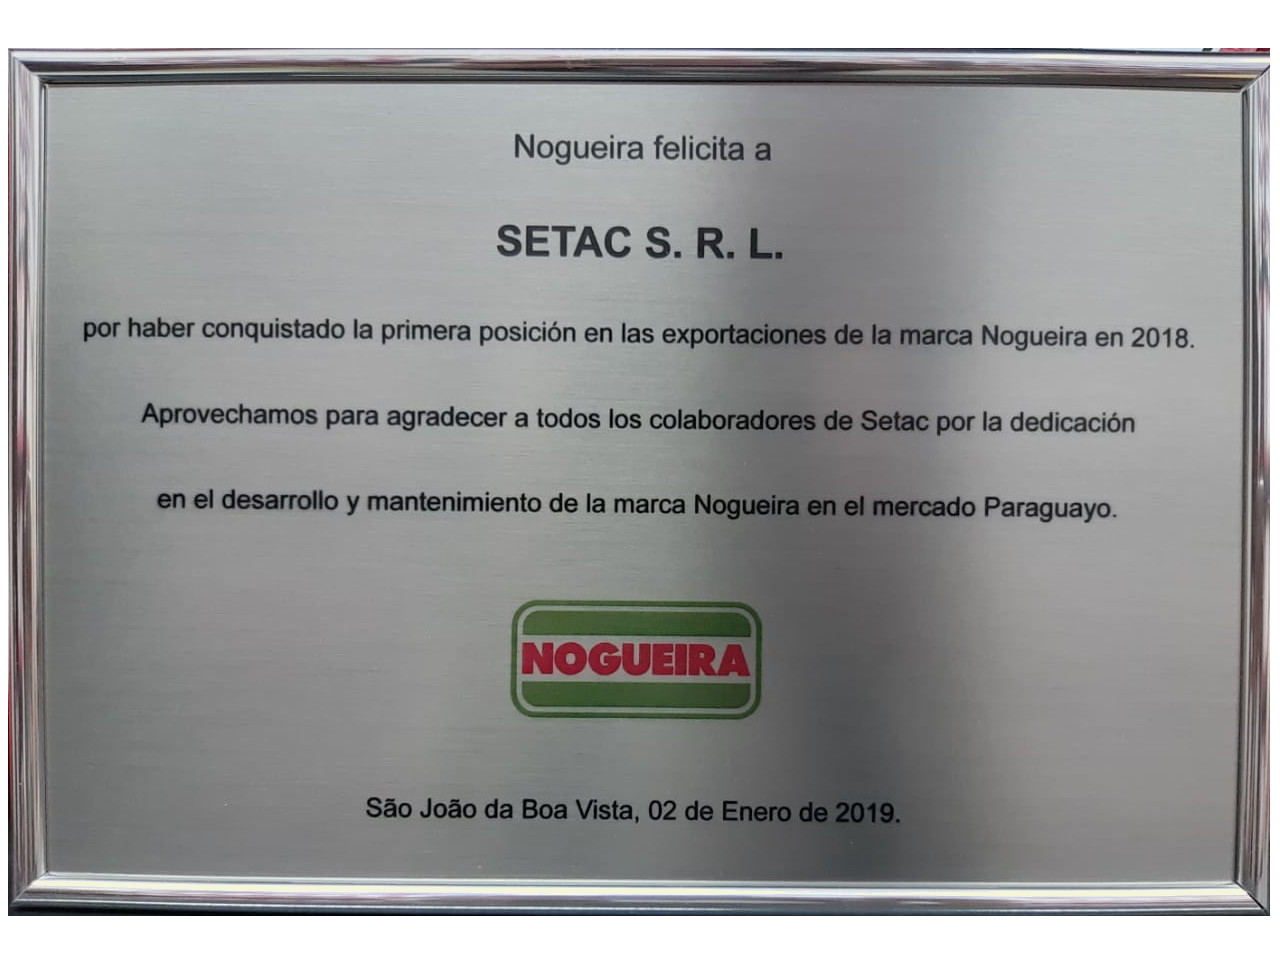 Nogueira felicita a
SETAC S. R. L.
por haber conquistado la primera posición en las exportaciones de la marca Nogueira en 2018.
Aprovechamos para agradecer a todos los colaboradores de Setac por la dedicación
en el desarrollo y mantenimiento de la marca Nogueira en el mercado Paraguayo.
NOGUEIRA
São João da Boa Vista, 02 de Enero de 2019.